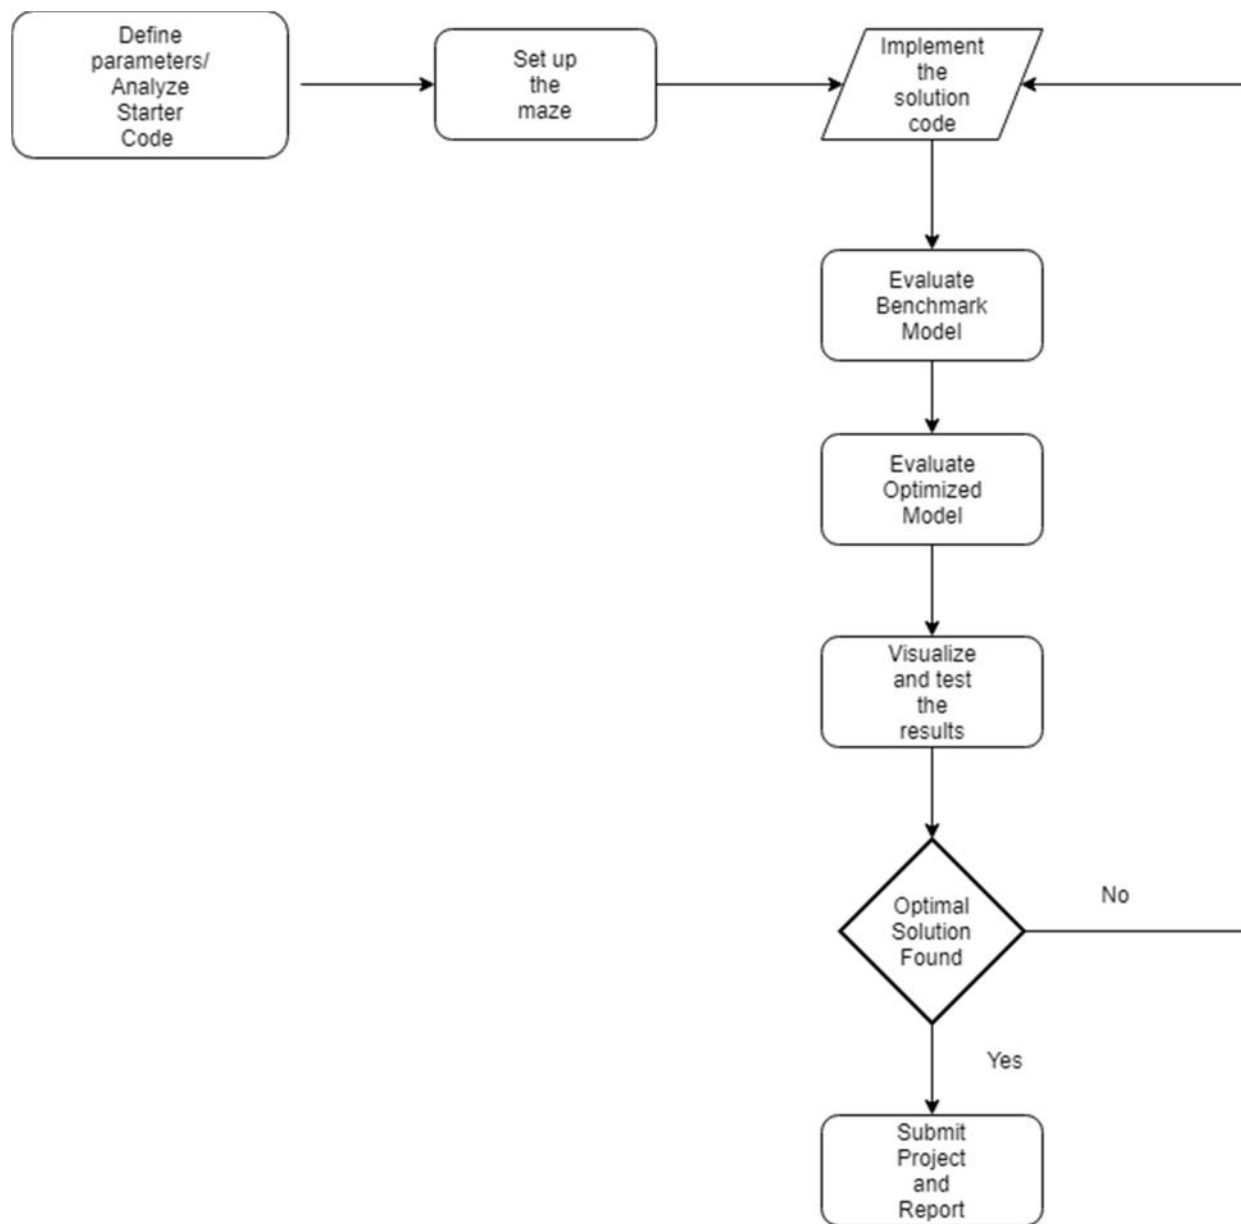 Define
parameters/
Analyze
Starter
Code
Set up
the
maze
Implement
the
solution
code
Evaluate
Benchmark
Model
Evaluate
Optimized
Model
Visualize
and test
the
results
Optimal
Solution
Found
No
Yes
Submit
Project
and
Report